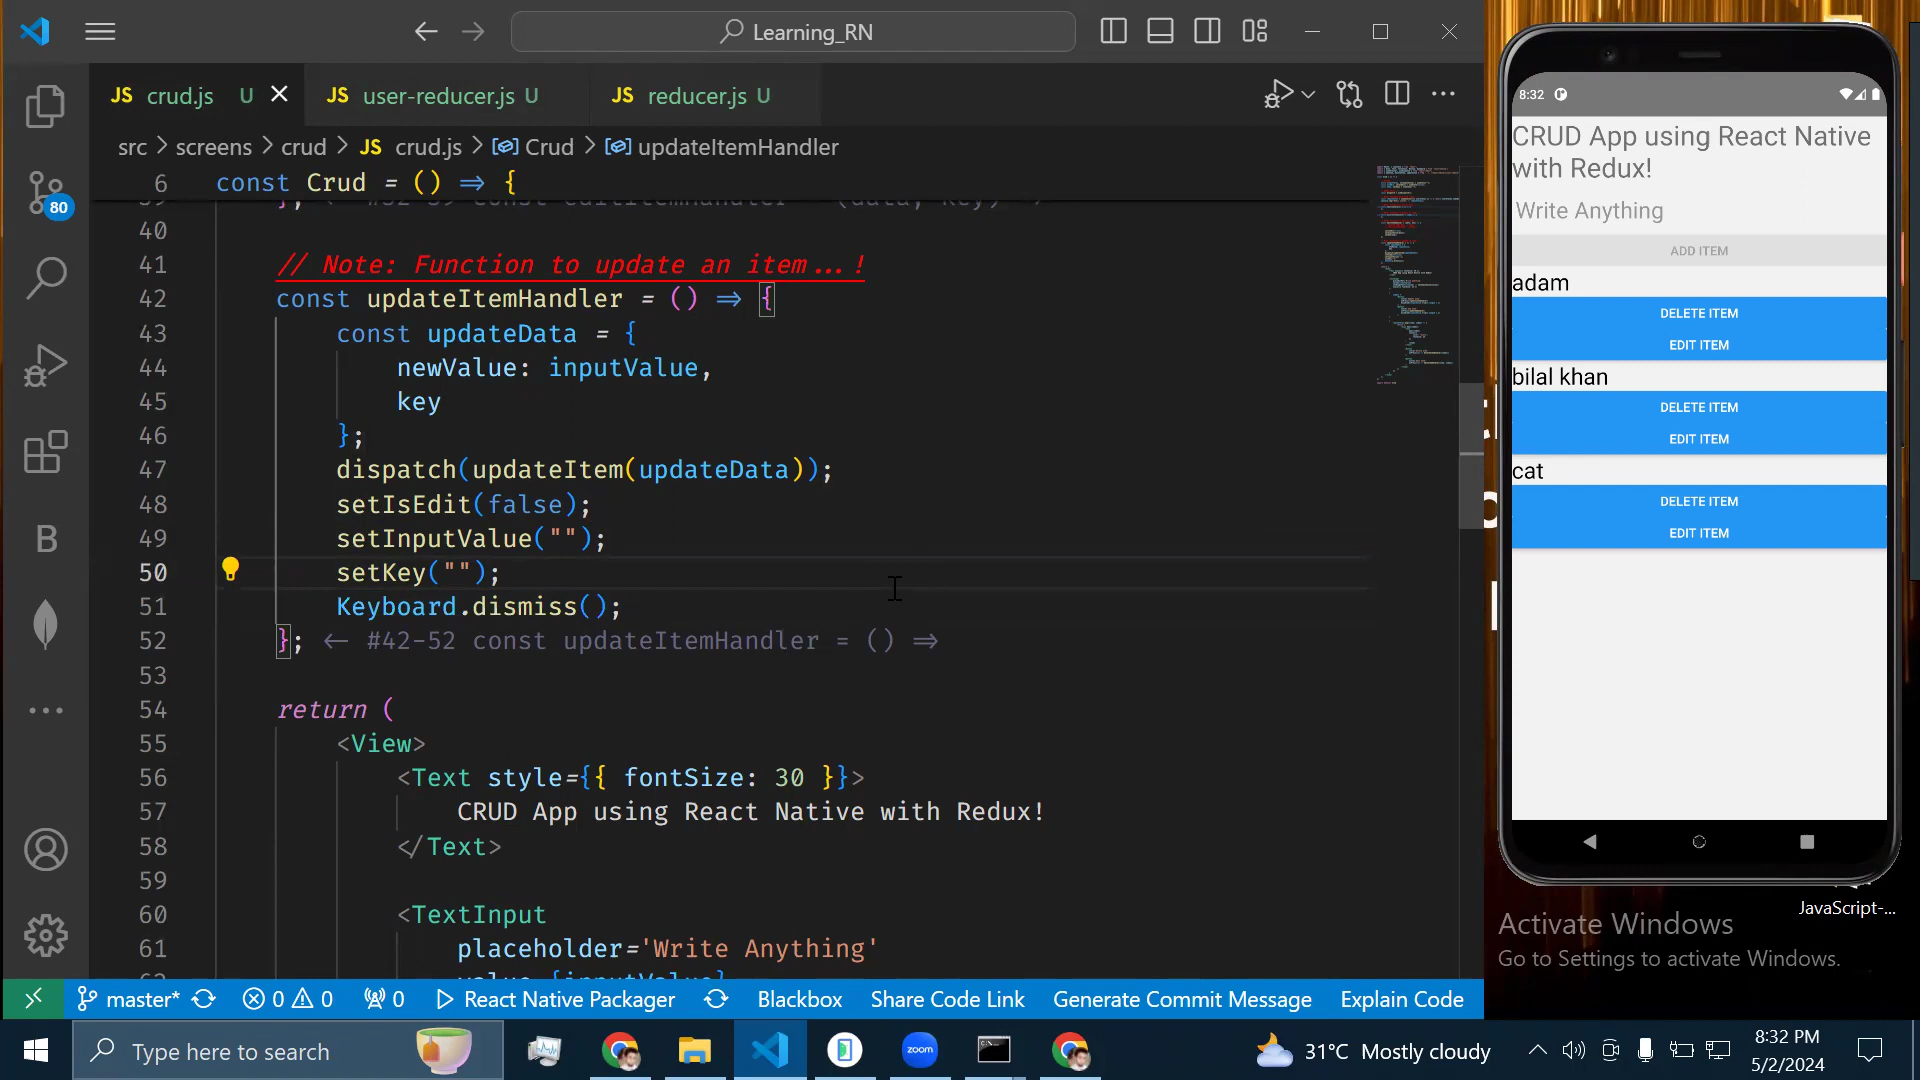 Learning_RN
JS crud.js U
JS user-reducer.js U
JS reducer.js U
src > screens > crud > JS crud.js > Crud > updateItemHandler
6 const Crud = () => {
40
41 // Note: Function to update an item...!
42 const updateItemHandler = () => {
43 const updateData = {
44 newValue: inputValue,
45 key
46 };
47 dispatch(updateItem(updateData));
48 setIsEdit(false);
49 setInputValue("");
50 setKey("");
51 Keyboard.dismiss();
52 }; <- #42-52 const updateItemHandler = () =>
53
54 return (
55 <View>
56 <Text style={{ fontSize: 30 }}>
57 CRUD App using React Native with Redux!
58 </Text>
59
60 <TextInput
61 placeholder='Write Anything'
80
B
master* 0 0 0 React Native Packager Blackbox Share Code Link Generate Commit Message Explain Code
8:32
CRUD App using React Native
with Redux!
Write Anything
ADD ITEM
adam
DELETE ITEM
EDIT ITEM
bilal khan
DELETE ITEM
EDIT ITEM
cat
DELETE ITEM
EDIT ITEM
JavaScript-...
Activate Windows
Go to Settings to activate Windows.
Type here to search
zoom
31°C Mostly cloudy
8:32 PM
5/2/2024